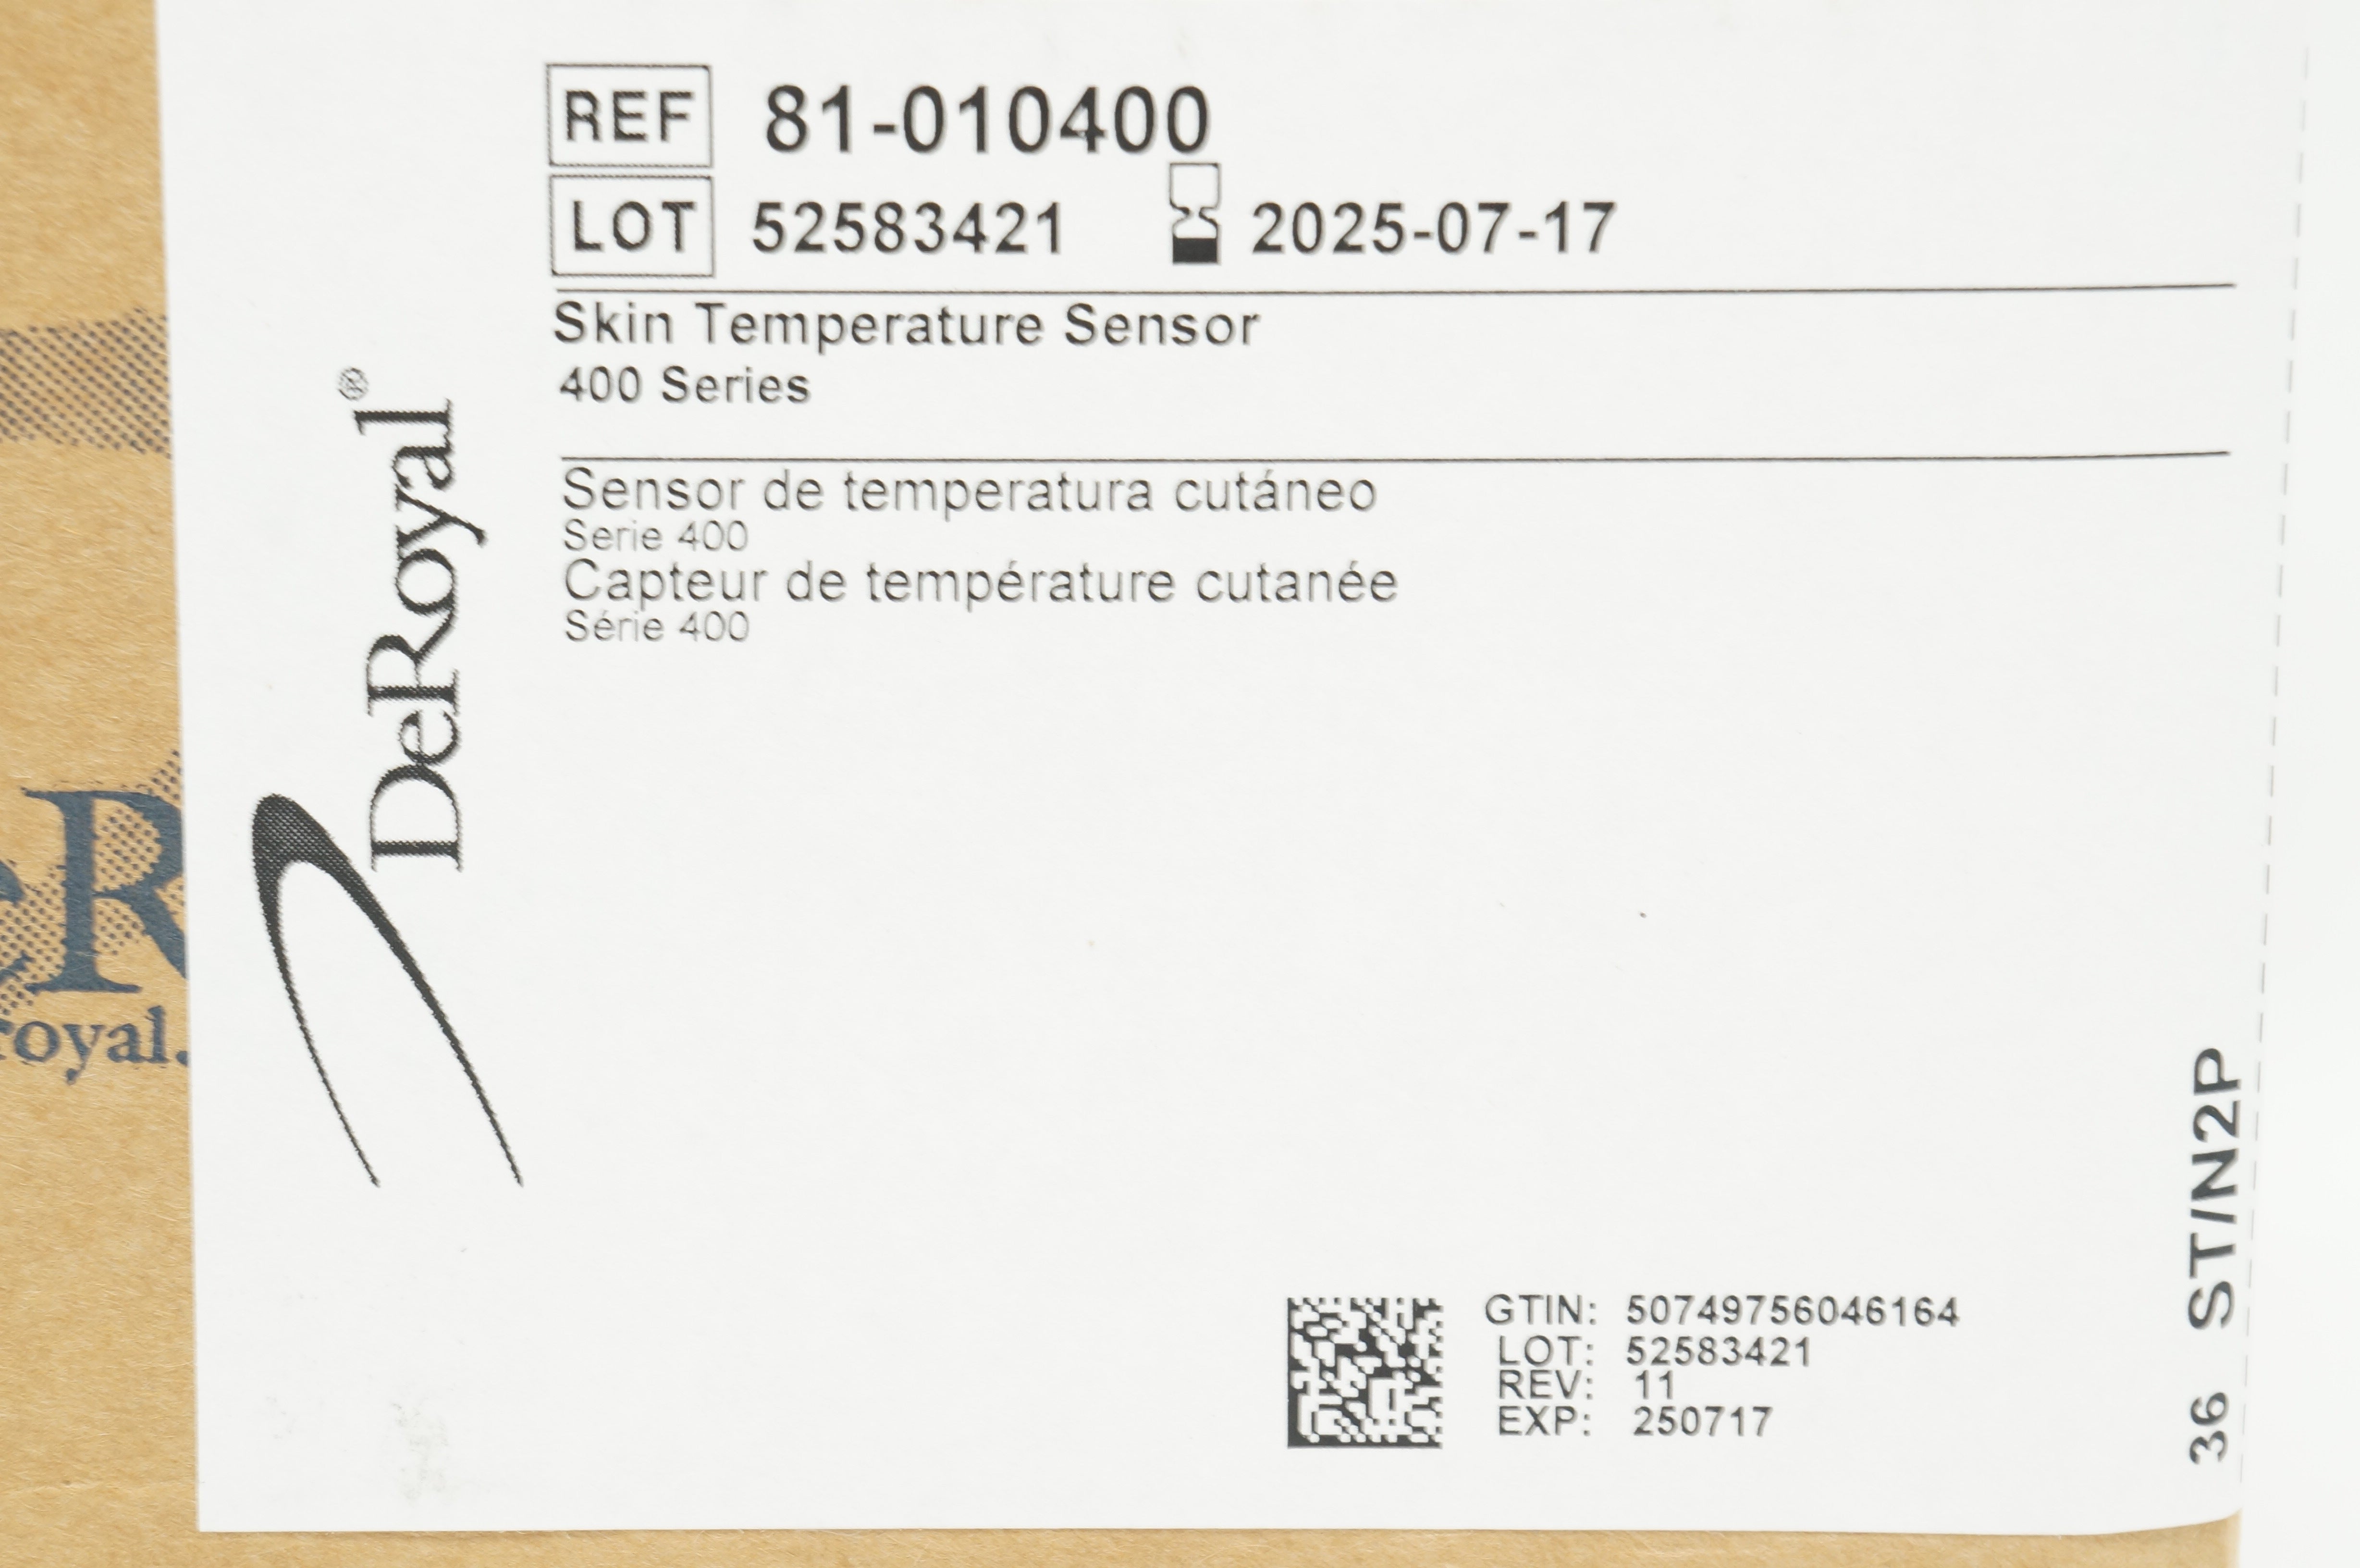 REF 81-010400
LOT 52583421 2025-07-17
Skin Temperature Sensor
400 Series
Sensor de temperatura cutáneo
Serie 400
Capteur de température cutanée
Série 400
DeRoyal®
R
royal.
GTIN: 50749756046164
LOT: 52583421
REV: 11
EXP: 250717
36 ST/N2P